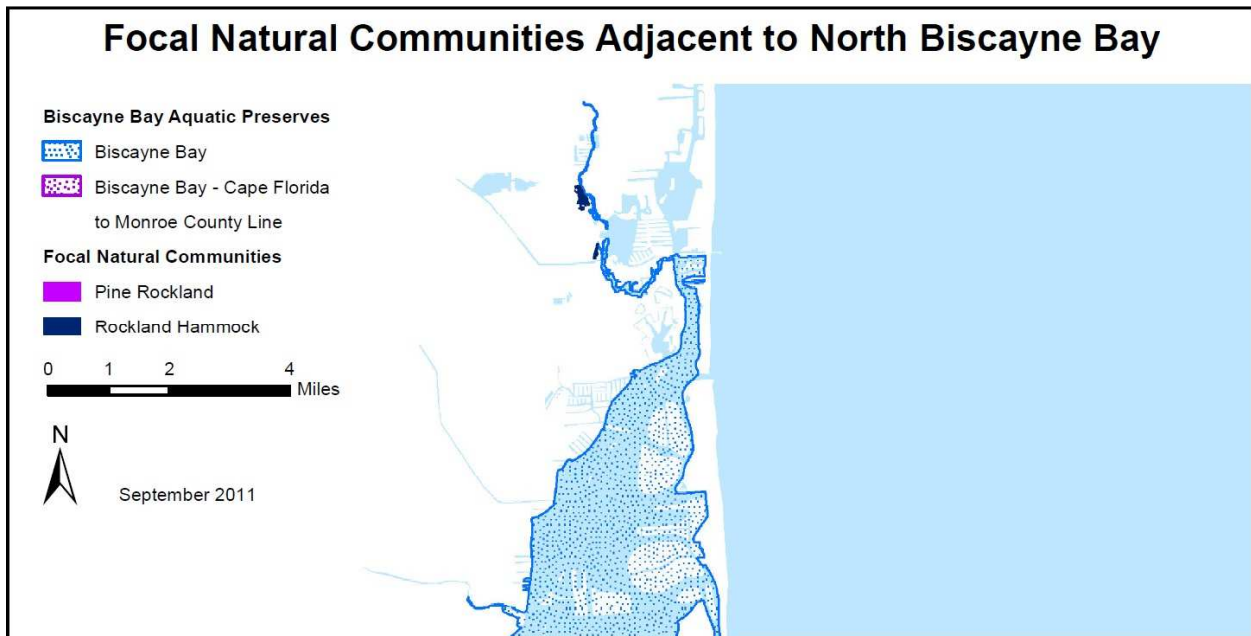 Focal Natural Communities Adjacent to North Biscayne Bay
Biscayne Bay Aquatic Preserves
Biscayne Bay
Biscayne Bay - Cape Florida
to Monroe County Line
Focal Natural Communities
Pine Rockland
Rockland Hammock
0 1 2 4
Miles
N
September 2011